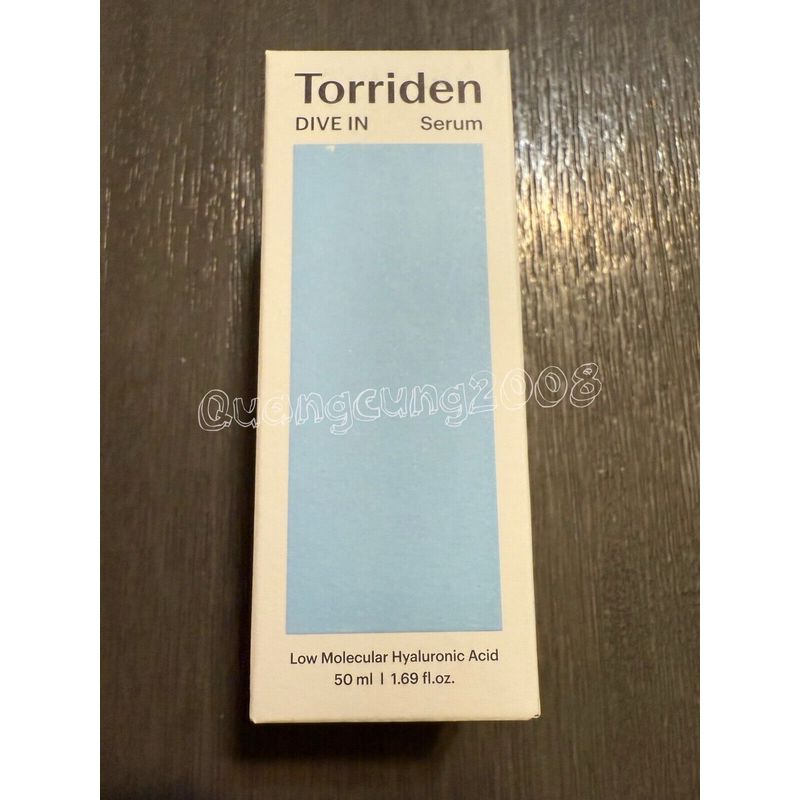 Torriden
DIVE IN Serum
Quangcung2008
Low Molecular Hyaluronic Acid
50 ml | 1.69 fl.oz.